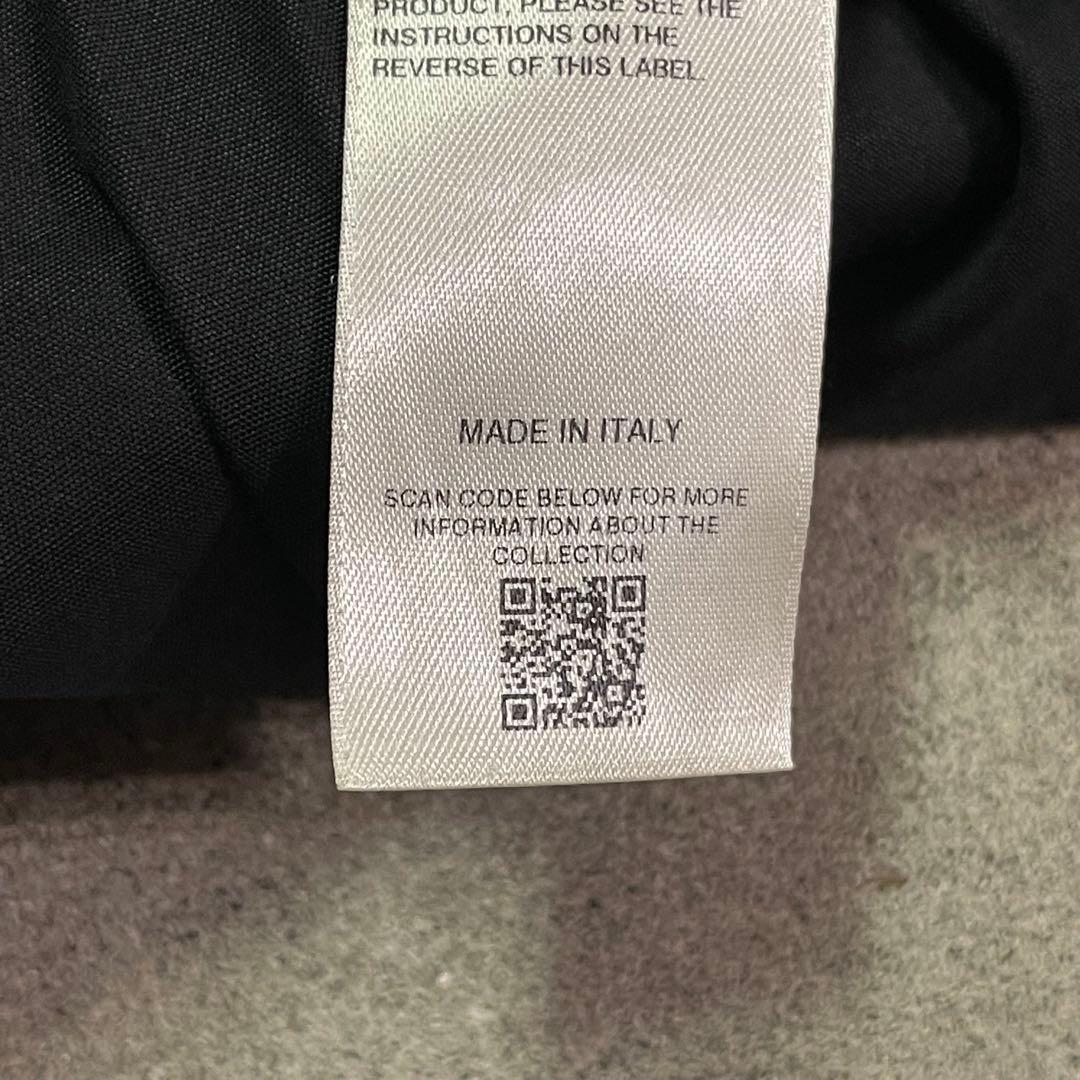 PRODUCT, PLEASE SEE THE
INSTRUCTIONS ON THE
REVERSE OF THIS LABEL.
MADE IN ITALY
SCAN CODE BELOW FOR MORE
INFORMATION ABOUT THE
COLLECTION